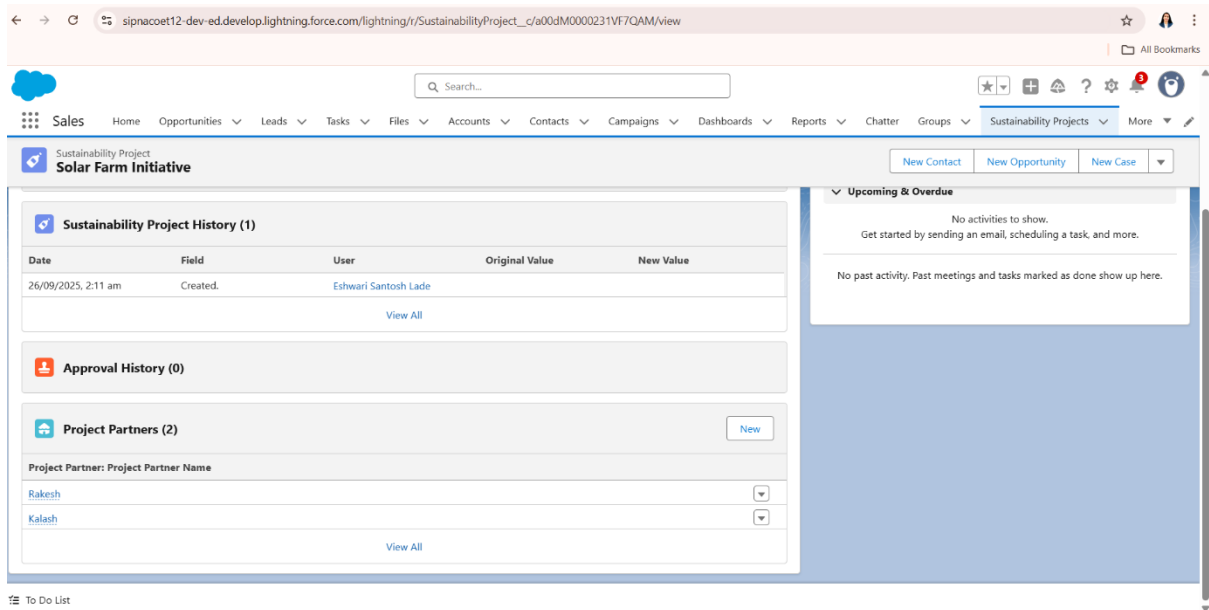 sipnacoet12-dev-ed.develop.lightning.force.com/lightning/r/SustainabilityProject__c/a00dM0000231VF7QAM/view
All Bookmarks
Search...
3
Sales Home Opportunities Leads Tasks Files Accounts Contacts Campaigns Dashboards Reports Chatter Groups Sustainability Projects More
Sustainability Project
Solar Farm Initiative
New Contact New Opportunity New Case
Sustainability Project History (1)
Date Field User Original Value New Value
26/09/2025, 2:11 am Created. Eshwari Santosh Lade
View All
Approval History (0)
Project Partners (2) New
Project Partner: Project Partner Name
Rakesh
Kalash
View All
Upcoming & Overdue
No activities to show.
Get started by sending an email, scheduling a task, and more.
No past activity. Past meetings and tasks marked as done show up here.
To Do List